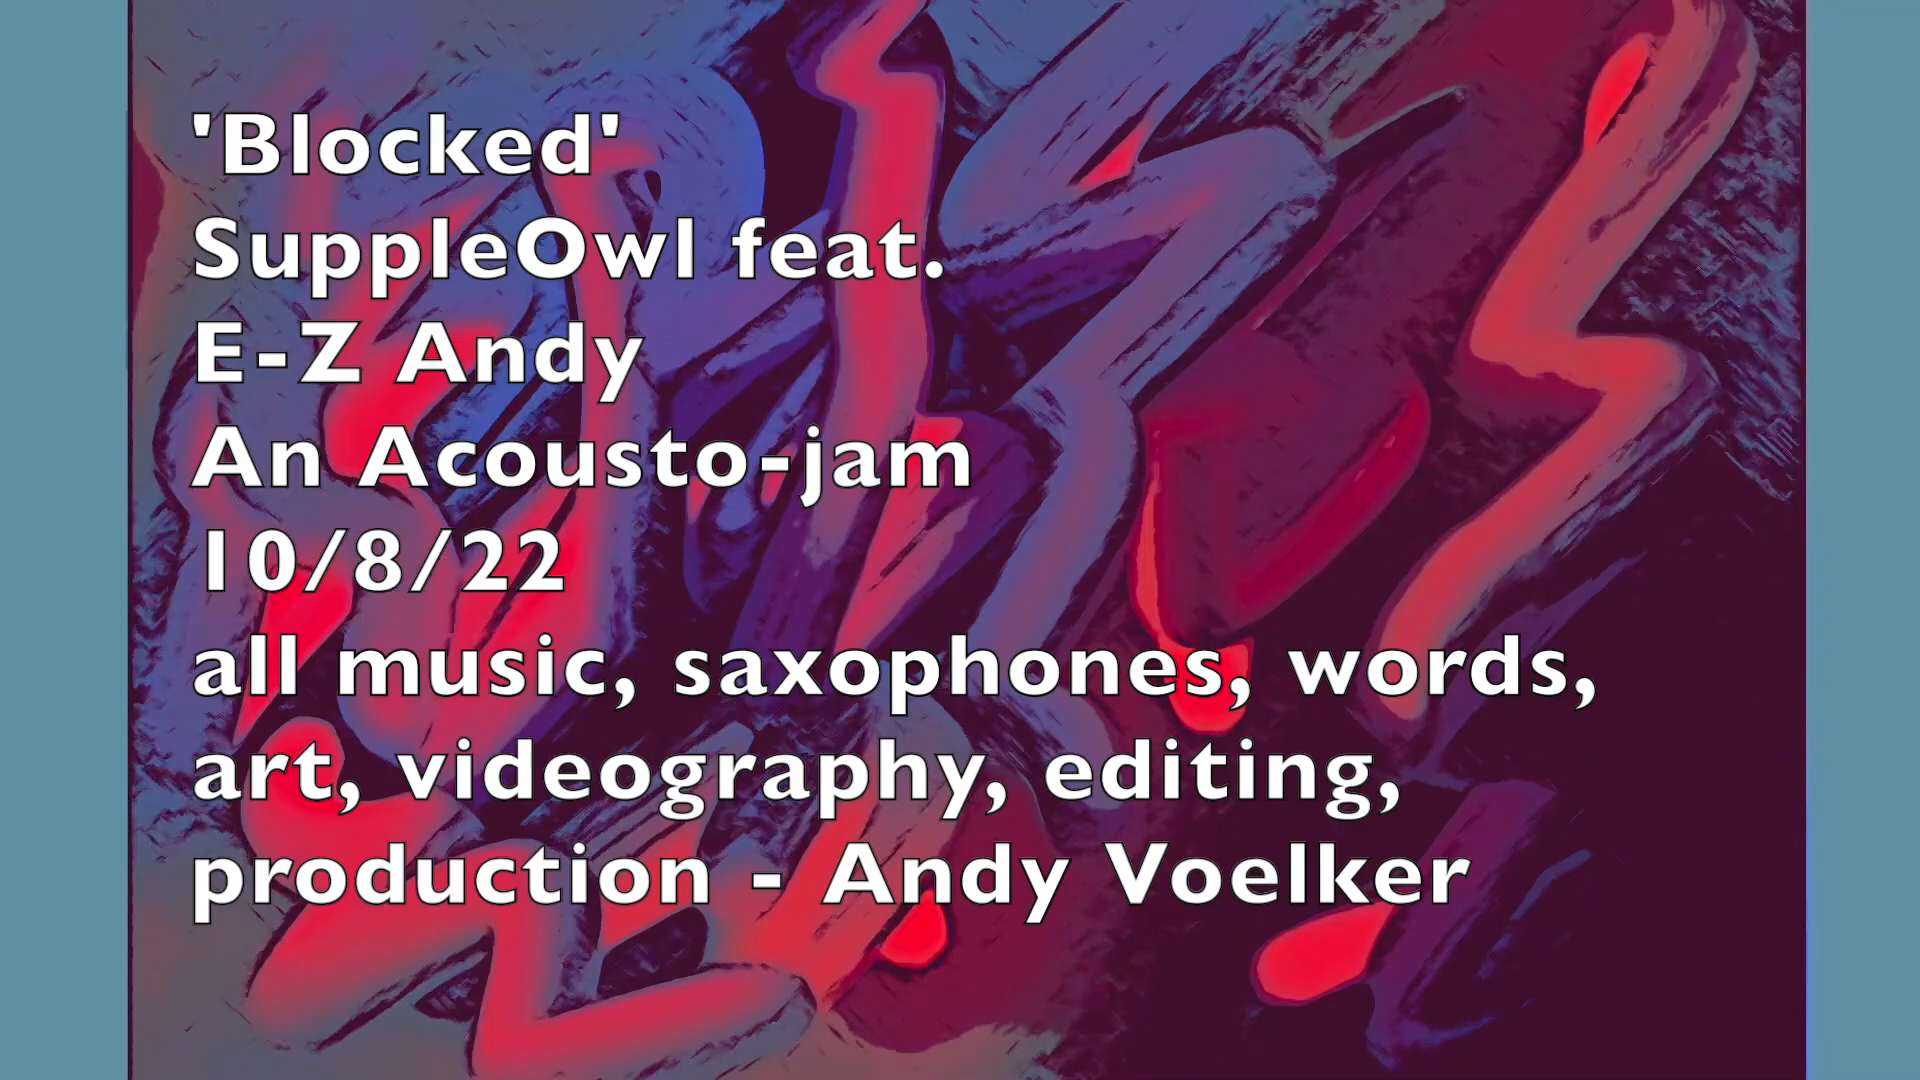 'Blocked'
SuppleOwl feat.
E-Z Andy
An Acousto-jam
10/8/22
all music, saxophones, words,
art, videography, editing,
production - Andy Voelker